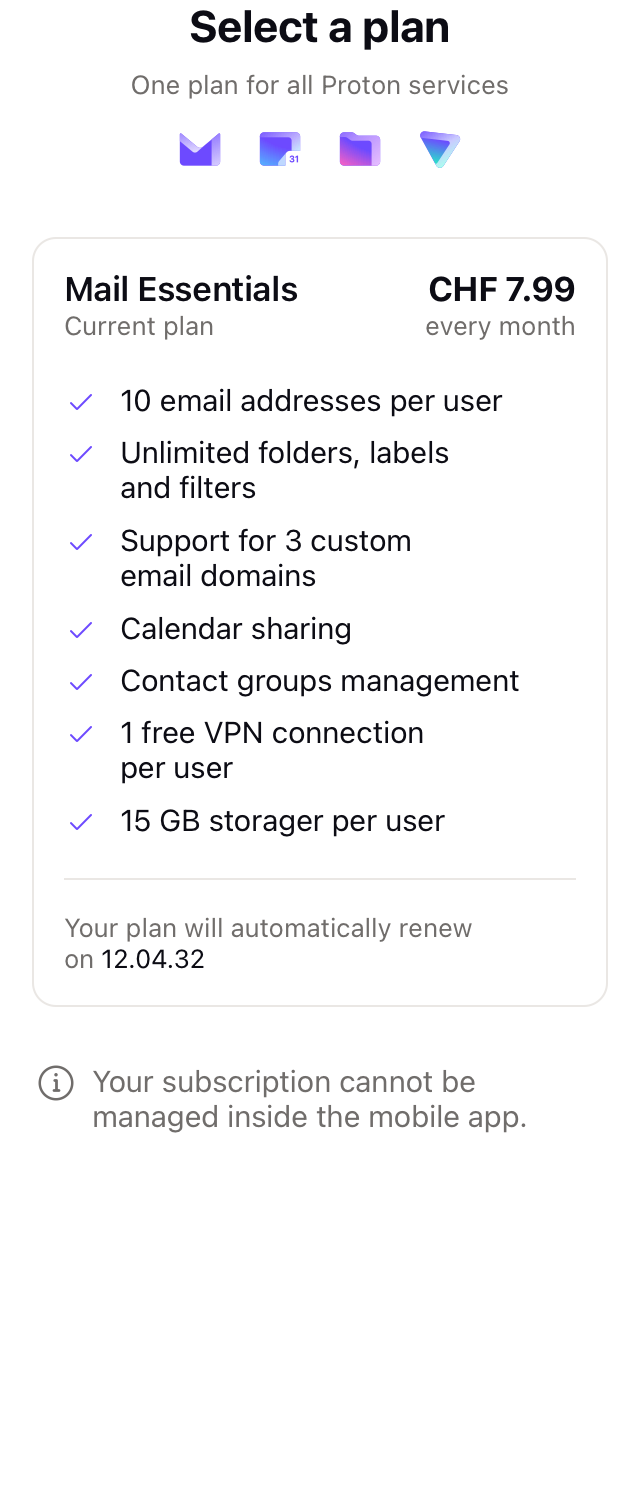 Select a plan
One plan for all Proton services
31
Mail Essentials
CHF 7.99
Current plan
every month
10 email addresses per user
Unlimited folders, labels
and filters
Support for 3 custom
email domains
Calendar sharing
Contact groups management
1 free VPN connection
per user
15 GB storager per user
Your plan will automatically renew
on 12.04.32
Your subscription cannot be
managed inside the mobile app.